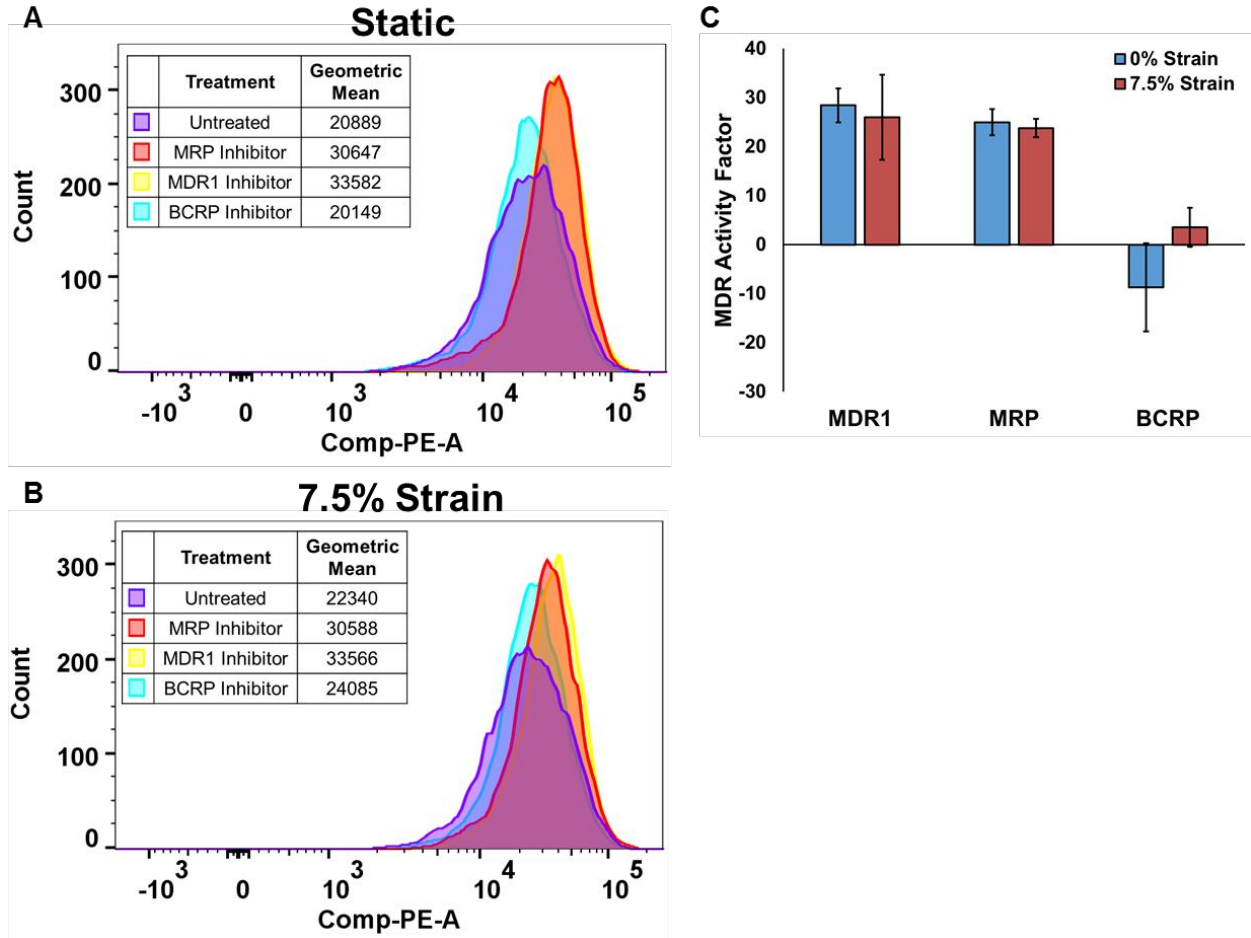 A
Static
Treatment Geometric Mean
Untreated 20889
MRP Inhibitor 30647
MDR1 Inhibitor 33582
BCRP Inhibitor 20149
300
200
100
0
Count
-10^3 0 10^3 10^4 10^5
Comp-PE-A
B
7.5% Strain
Treatment Geometric Mean
Untreated 22340
MRP Inhibitor 30588
MDR1 Inhibitor 33566
BCRP Inhibitor 24085
300
200
100
0
Count
-10^3 0 10^3 10^4 10^5
Comp-PE-A
C
0% Strain
7.5% Strain
40
30
20
10
0
-10
-20
-30
MDR Activity Factor
MDR1 MRP BCRP